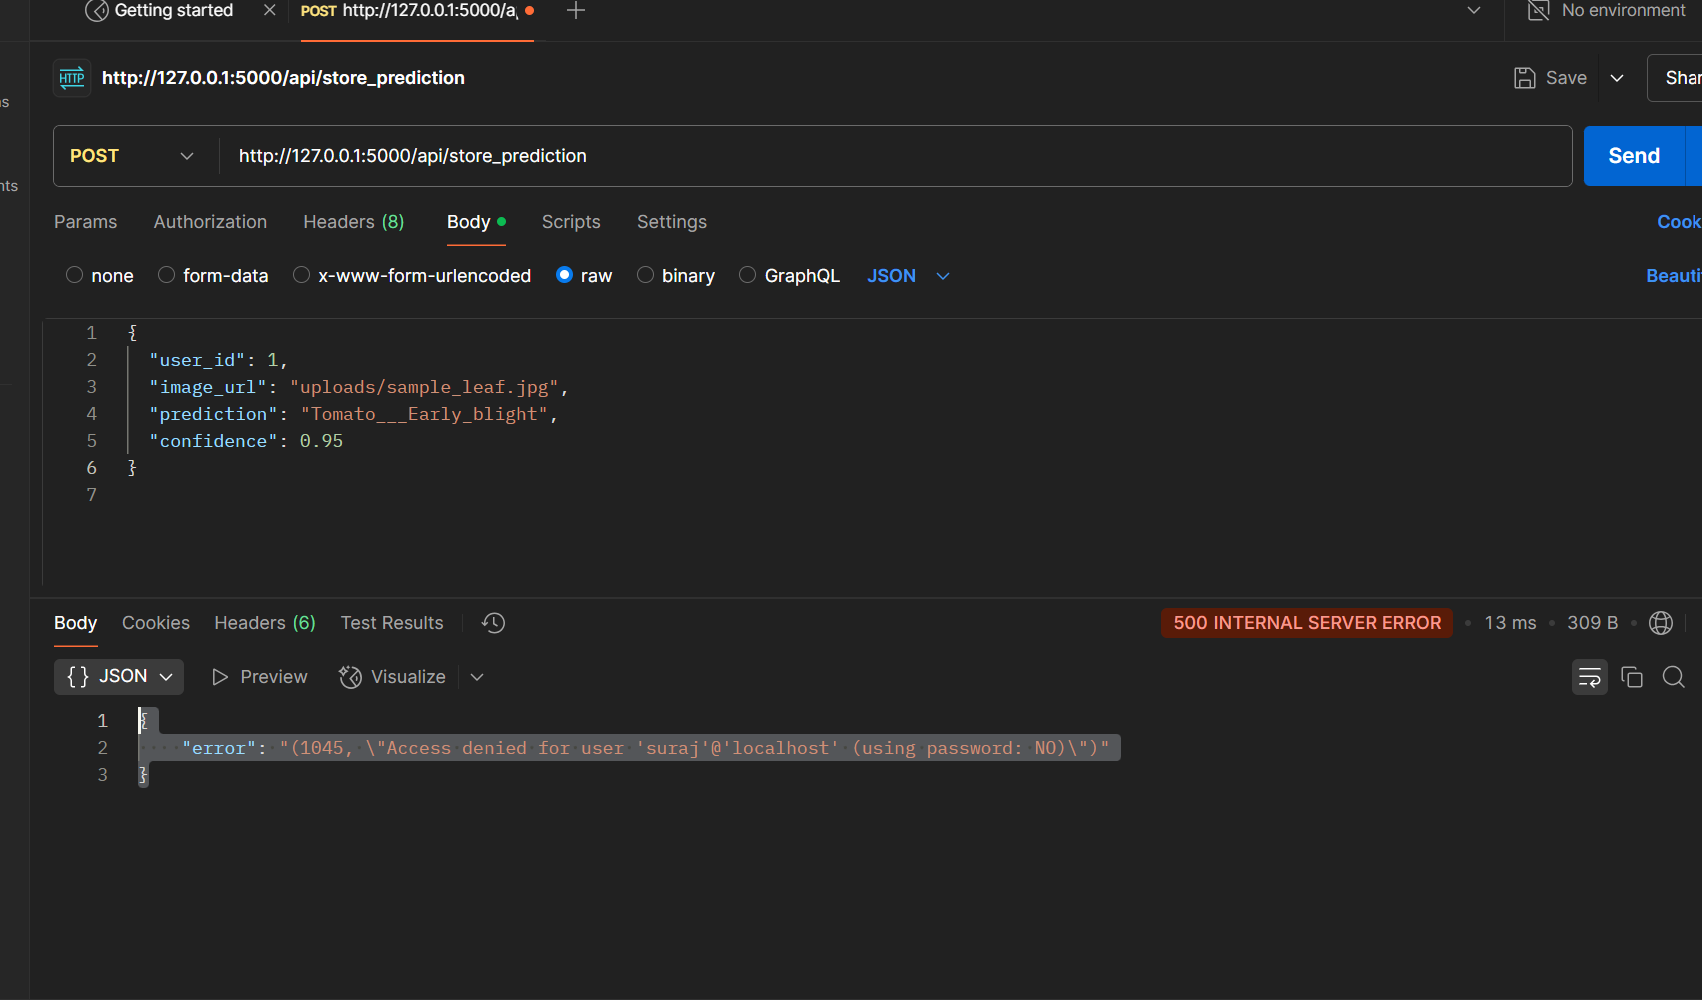 Getting started
POST http://127.0.0.1:5000/a
No environment
HTTP http://127.0.0.1:5000/api/store_prediction
Save
POST http://127.0.0.1:5000/api/store_prediction
Send
Params Authorization Headers (8) Body Scripts Settings
none form-data x-www-form-urlencoded raw binary GraphQL JSON
1 {
2 "user_id": 1,
3 "image_url": "uploads/sample_leaf.jpg",
4 "prediction": "Tomato___Early_blight",
5 "confidence": 0.95
6 }
7
Body Cookies Headers (6) Test Results
500 INTERNAL SERVER ERROR • 13 ms • 309 B •
{} JSON Preview Visualize
1 {
2 "error": "(1045, \"Access denied for user 'suraj'@'localhost' (using password: NO)\")"
3 }